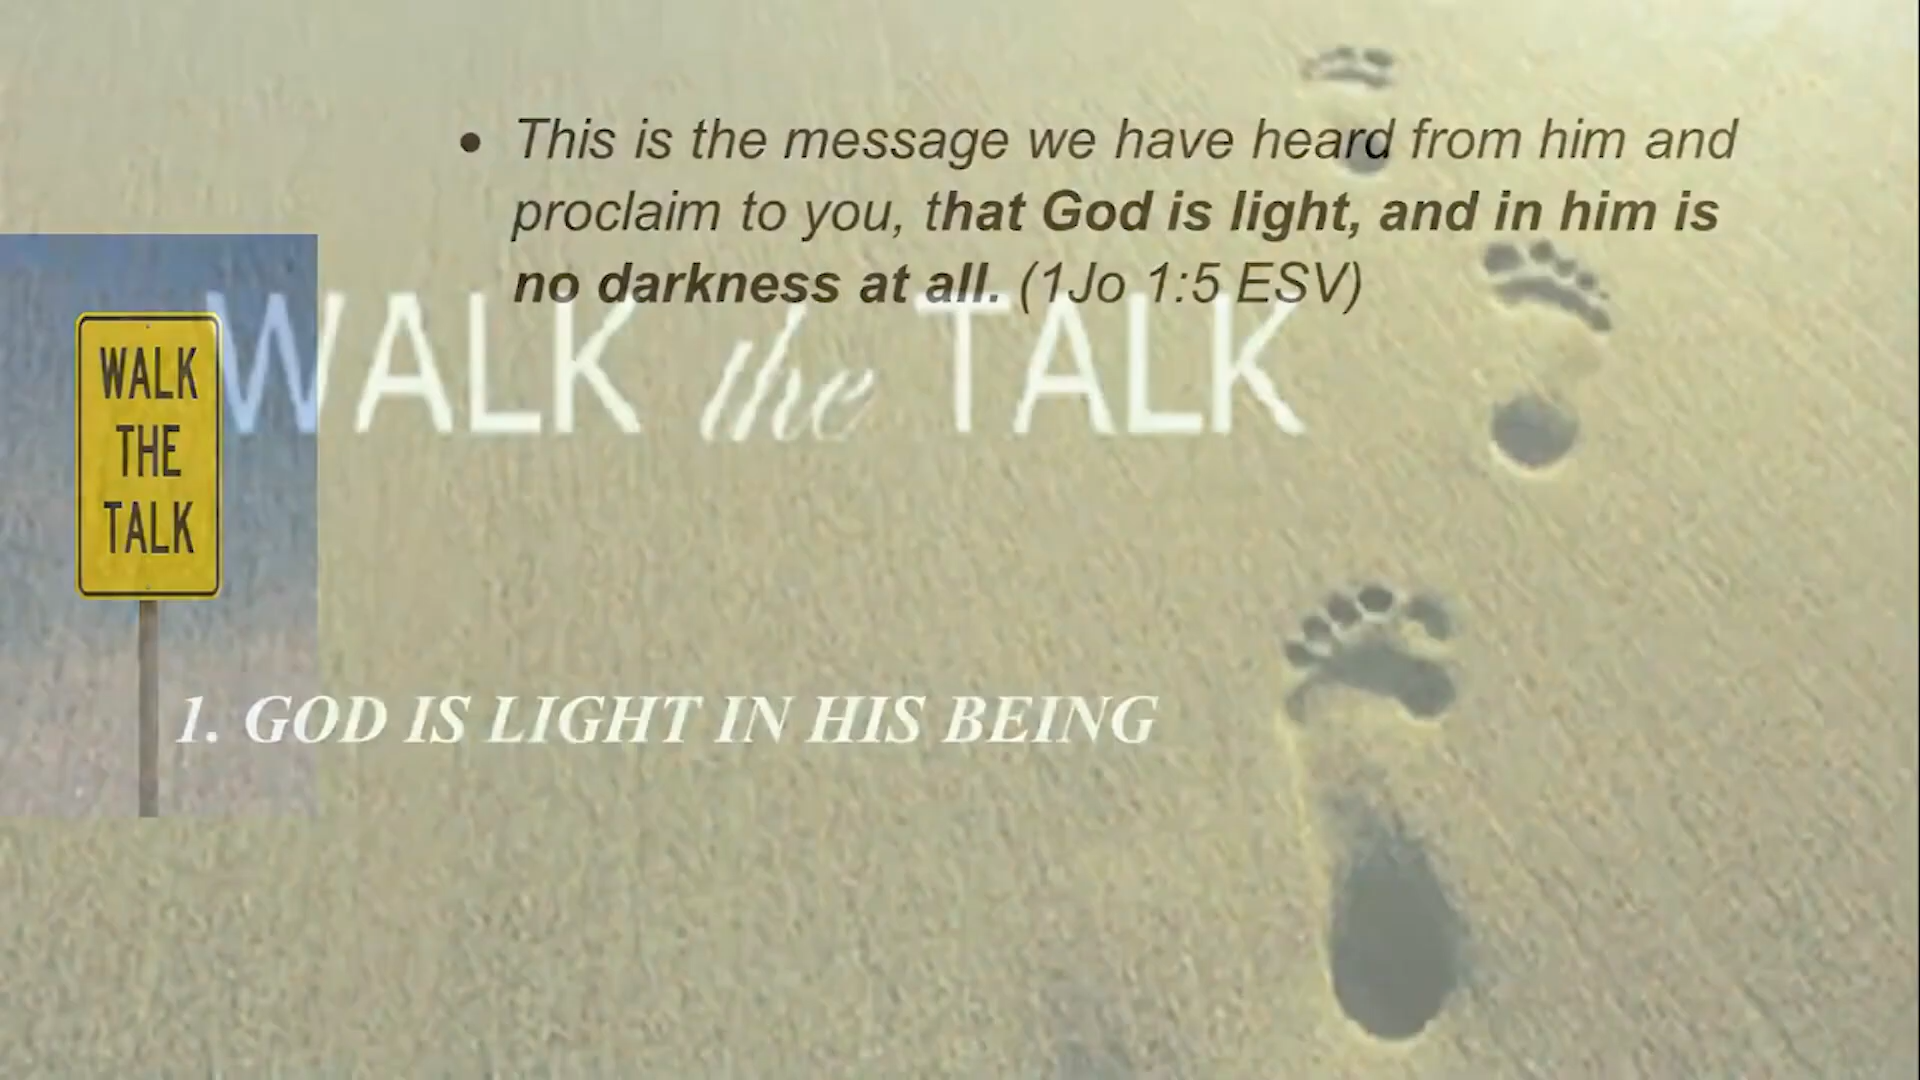 • This is the message we have heard from him and
proclaim to you, that God is light, and in him is
no darkness at all. (1Jo 1:5 ESV)
WALK the TALK
WALK
THE
TALK
1. GOD IS LIGHT IN HIS BEING